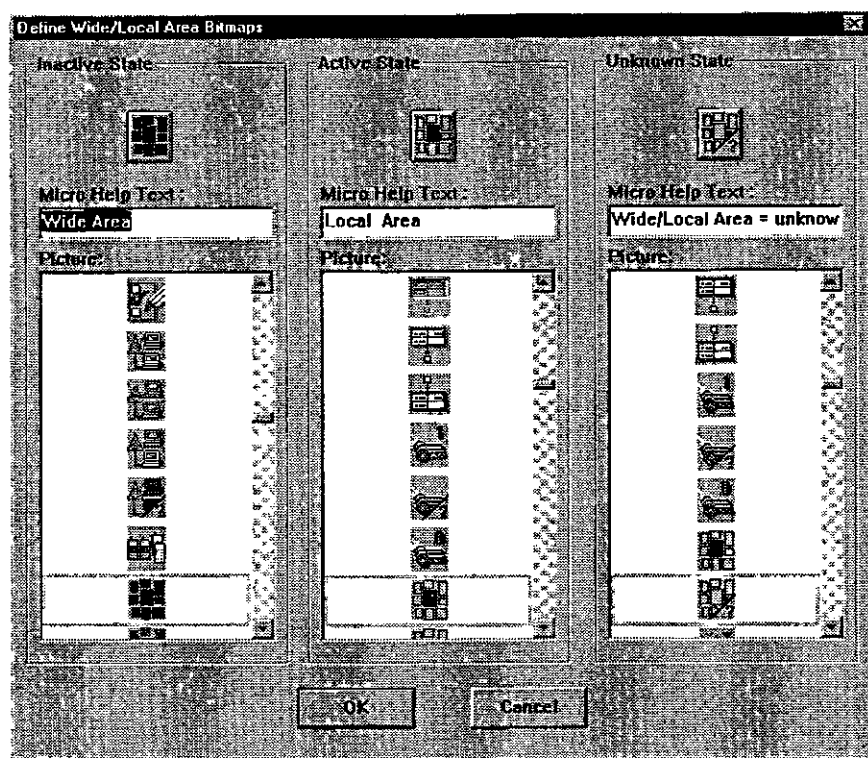 Define Wide/Local Area Bitmaps
Inactive State
Active State
Unknown State
Micro Help Text :
Micro Help Text :
Micro Help Text :
Wide Area
Local Area
Wide/Local Area = unknow
Picture:
Picture:
Picture:
OK
Cancel